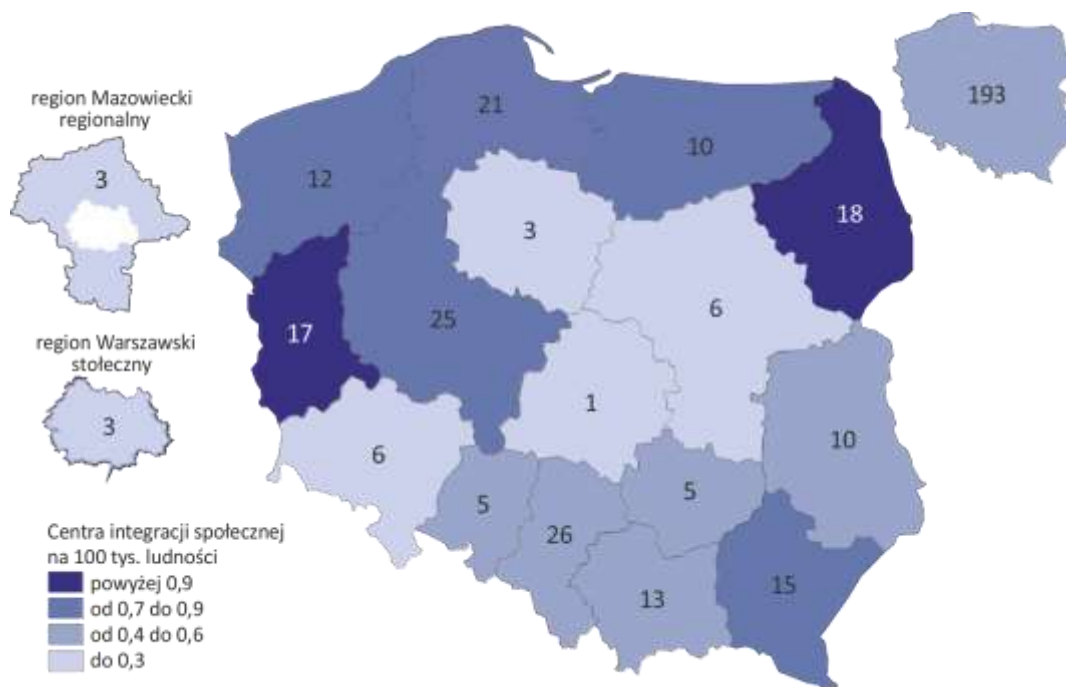 region Mazowiecki
regionalny
3
region Warszawski
stołeczny
3
193
21
10
12
18
3
6
25
17
1
10
6
5
5
26
15
13
Centra integracji społecznej
na 100 tys. ludności
powyżej 0,9
od 0,7 do 0,9
od 0,4 do 0,6
do 0,3